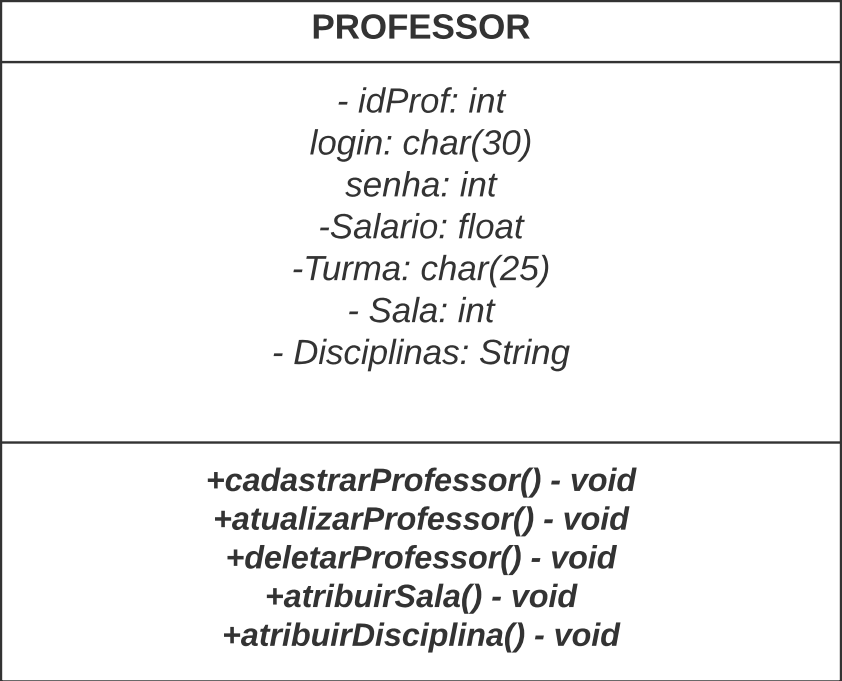 PROFESSOR
- idProf: int
login: char(30)
senha: int
-Salario: float
-Turma: char(25)
- Sala: int
- Disciplinas: String
+cadastrarProfessor() - void
+atualizarProfessor() - void
+deletarProfessor() - void
+atribuirSala() - void
+atribuirDisciplina() - void